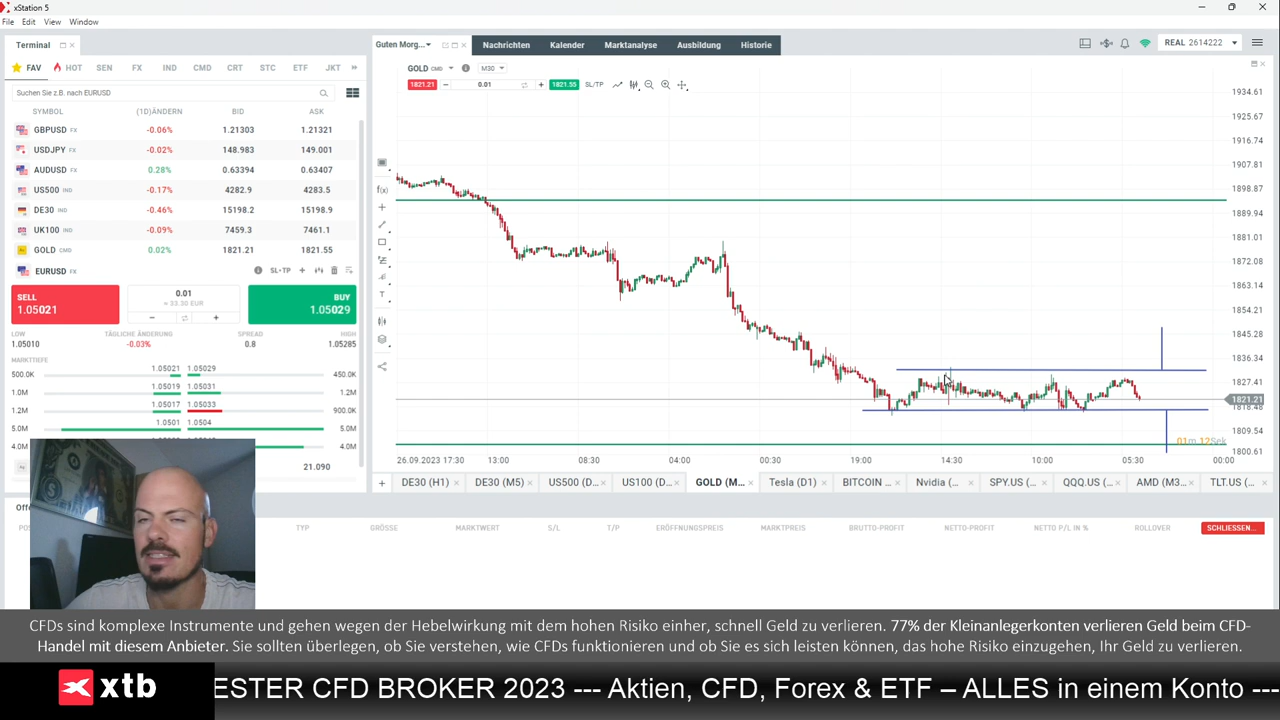 xStation 5
File Edit View Window
Terminal
FAV HOT SEN FX IND CMD CRT STC ETF JKT
Suchen Sie z.B. nach EURUSD
SYMBOL (1D)ÄNDERN BID ASK
GBPUSD FX -0.06% 1.21303 1.21321
USDJPY FX -0.02% 148.983 149.001
AUDUSD FX 0.28% 0.63394 0.63407
US500 IND -0.17% 4282.9 4283.5
DE30 IND -0.46% 15198.2 15198.9
UK100 IND -0.09% 7459.3 7461.1
GOLD CMD 0.02% 1821.21 1821.55
EURUSD FX SL•TP
SELL
1.05021
0.01
≈ 33.30 EUR
BUY
1.05029
LOW TÄGLICHE ÄNDERUNG SPREAD HIGH
1.05010 -0.03% 0.8 1.05285
MARKTTIEFE
500.0K 1.05021 1.05029 450.0K
1.0M 1.05019 1.05031 1.0M
1.2M 1.05017 1.05033 900.0K
5.0M 1.0501 1.0504 5.0M
4.0M 4.0M
21.090
Guten Morg... Nachrichten Kalender Marktanalyse Ausbildung Historie
REAL 2614222
GOLD CMD M30
1821.21 0.01 1821.55 SL/TP
1934.61
1925.67
1916.74
1907.81
1898.87
1889.94
1881.01
1872.08
1863.14
1854.21
1845.28
1836.34
1827.41
1821.21
1818.48
1809.54
1800.61
01m 12Sek
26.09.2023 17:30 13:00 08:30 04:00 00:30 19:00 14:30 10:00 05:30 00:00
DE30 (H1) DE30 (M5) US500 (D... US100 (D... GOLD (M... Tesla (D1) BITCOIN ... Nvidia (... SPY.US (... QQQ.US (... AMD (M3... TLT.US (...
TYP GRÖSSE MARKTWERT S/L T/P ERÖFFNUNGSPREIS MARKTPREIS BRUTTO-PROFIT NETTO-PROFIT NETTO P/L IN % ROLLOVER SCHLIESSEN...
CFDs sind komplexe Instrumente und gehen wegen der Hebelwirkung mit dem hohen Risiko einher, schnell Geld zu verlieren. 77% der Kleinanlegerkonten verlieren Geld beim CFD-
Handel mit diesem Anbieter. Sie sollten überlegen, ob Sie verstehen, wie CFDs funktionieren und ob Sie es sich leisten können, das hohe Risiko einzugehen, Ihr Geld zu verlieren.
xtb
ESTER CFD BROKER 2023 --- Aktien, CFD, Forex & ETF – ALLES in einem Konto ---